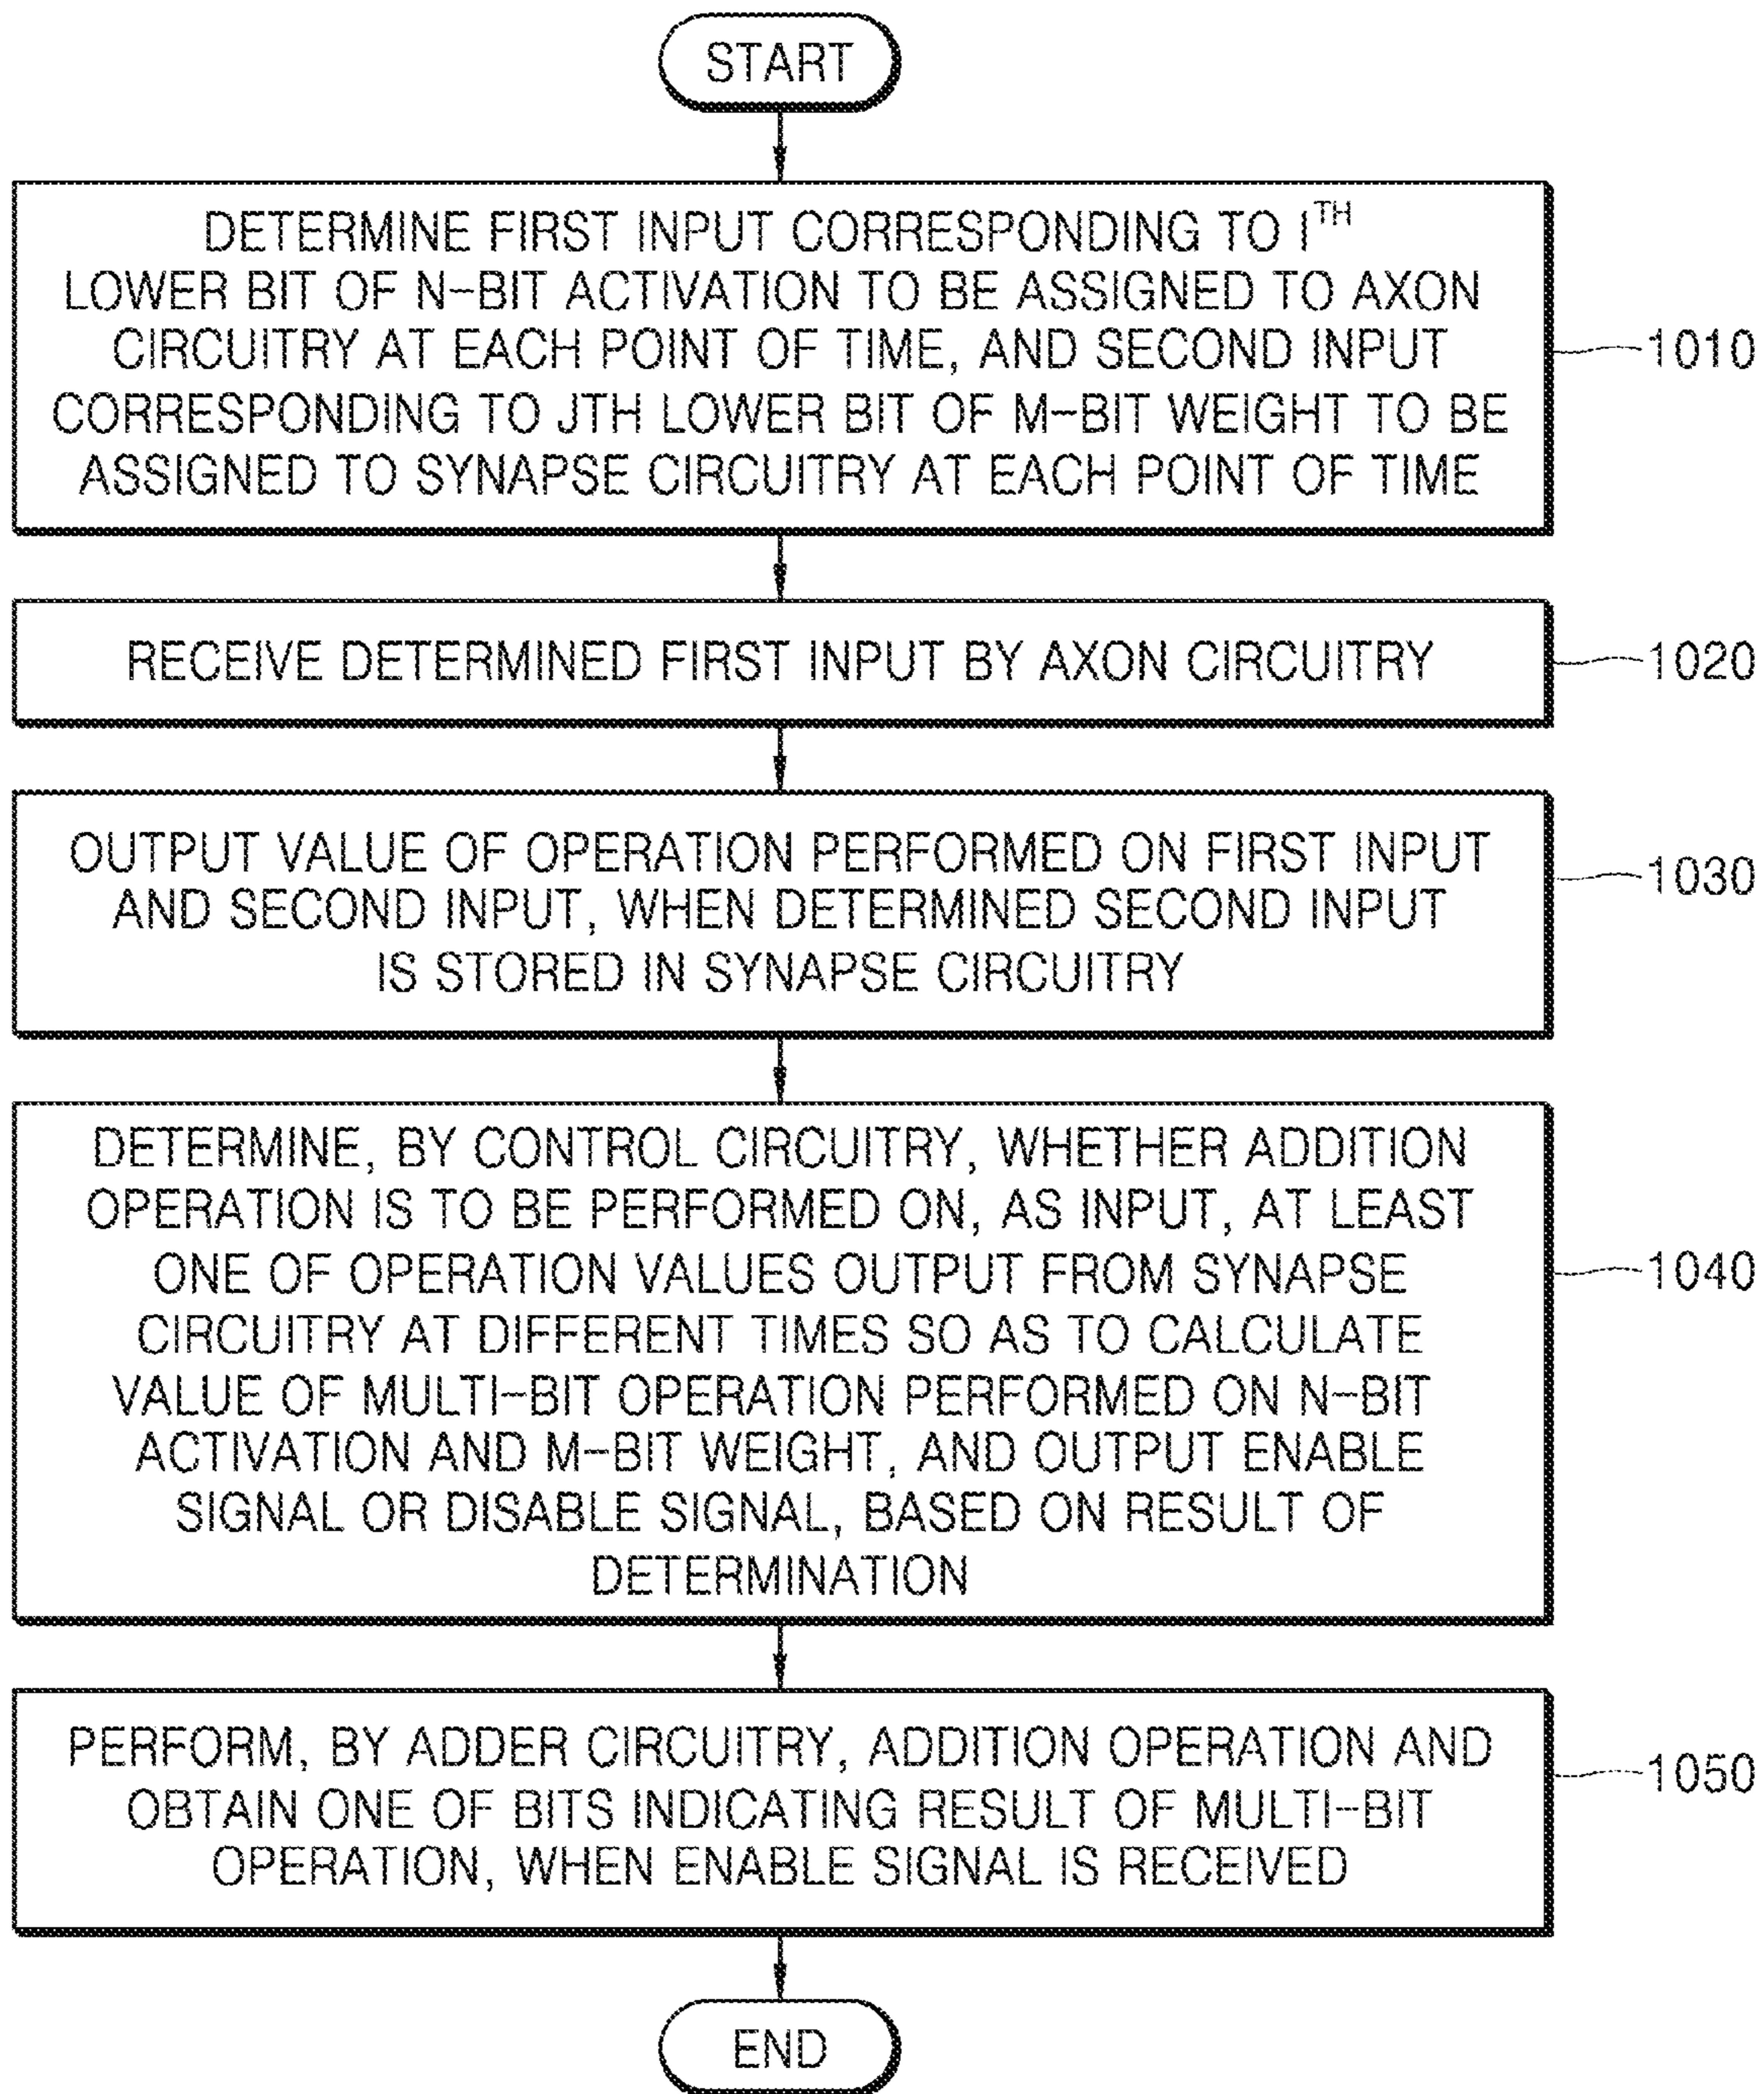 START
DETERMINE FIRST INPUT CORRESPONDING TO I^TH
LOWER BIT OF N-BIT ACTIVATION TO BE ASSIGNED TO AXON
CIRCUITRY AT EACH POINT OF TIME, AND SECOND INPUT
CORRESPONDING TO JTH LOWER BIT OF M-BIT WEIGHT TO BE
ASSIGNED TO SYNAPSE CIRCUITRY AT EACH POINT OF TIME
1010
RECEIVE DETERMINED FIRST INPUT BY AXON CIRCUITRY
1020
OUTPUT VALUE OF OPERATION PERFORMED ON FIRST INPUT
AND SECOND INPUT, WHEN DETERMINED SECOND INPUT
IS STORED IN SYNAPSE CIRCUITRY
1030
DETERMINE, BY CONTROL CIRCUITRY, WHETHER ADDITION
OPERATION IS TO BE PERFORMED ON, AS INPUT, AT LEAST
ONE OF OPERATION VALUES OUTPUT FROM SYNAPSE
CIRCUITRY AT DIFFERENT TIMES SO AS TO CALCULATE
VALUE OF MULTI-BIT OPERATION PERFORMED ON N-BIT
ACTIVATION AND M-BIT WEIGHT, AND OUTPUT ENABLE
SIGNAL OR DISABLE SIGNAL, BASED ON RESULT OF
DETERMINATION
1040
PERFORM, BY ADDER CIRCUITRY, ADDITION OPERATION AND
OBTAIN ONE OF BITS INDICATING RESULT OF MULTI-BIT
OPERATION, WHEN ENABLE SIGNAL IS RECEIVED
1050
END